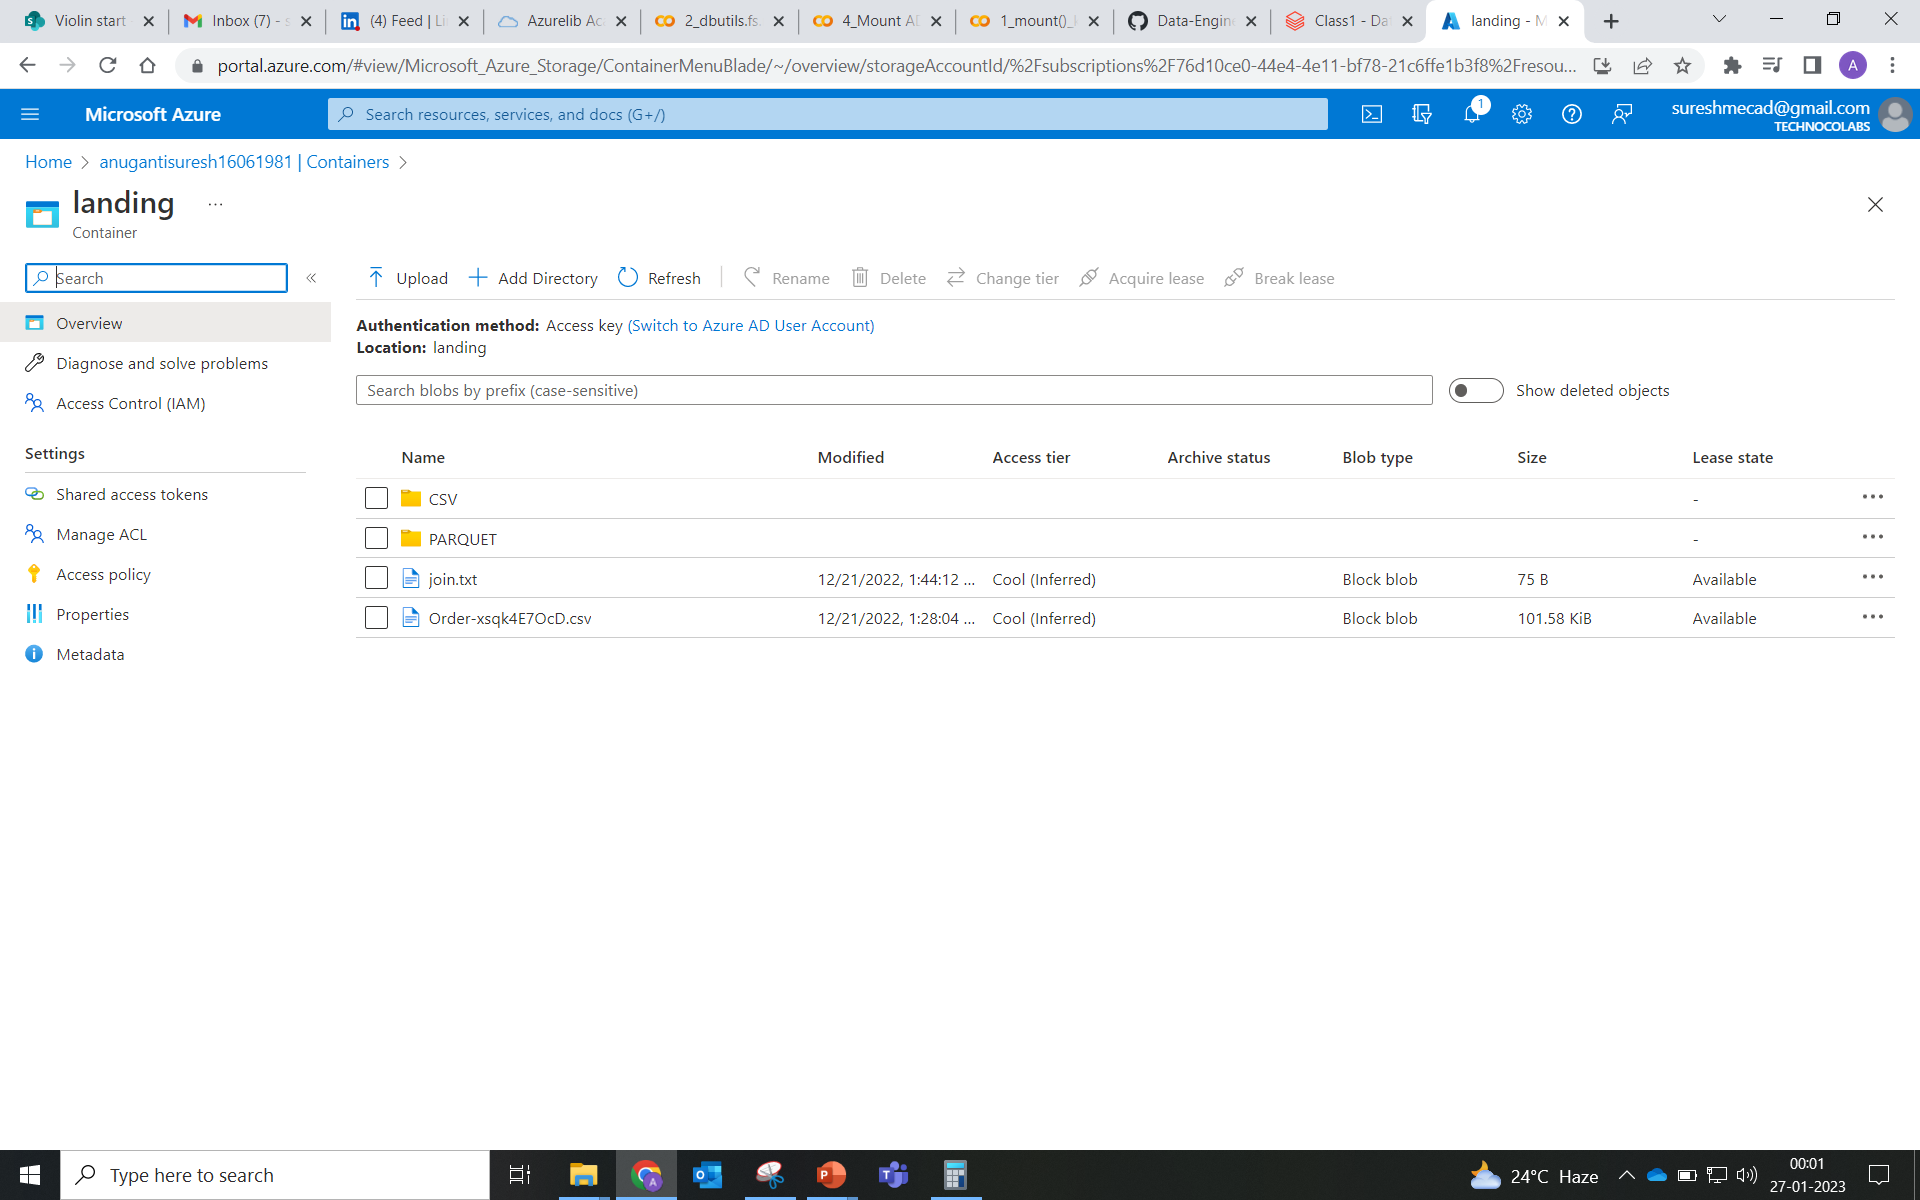 Violin start
Inbox (7) - s
(4) Feed | Li
Azurelib Aca
2_dbutils.fs.
4_Mount AD
1_mount()_k
Data-Engine
Class1 - Dat
landing - M
portal.azure.com/#view/Microsoft_Azure_Storage/ContainerMenuBlade/~/overview/storageAccountId/%2Fsubscriptions%2F76d10ce0-44e4-4e11-bf78-21c6ffe1b3f8%2Fresou...
A
Microsoft Azure
Search resources, services, and docs (G+/)
1
sureshmecad@gmail.com
TECHNOCOLABS
Home > anugantisuresh16061981 | Containers >
landing ...
Container
Search
«
Upload
Add Directory
Refresh
Rename
Delete
Change tier
Acquire lease
Break lease
Overview
Diagnose and solve problems
Access Control (IAM)
Settings
Shared access tokens
Manage ACL
Access policy
Properties
Metadata
Authentication method: Access key (Switch to Azure AD User Account)
Location: landing
Search blobs by prefix (case-sensitive)
Show deleted objects
Name Modified Access tier Archive status Blob type Size Lease state
CSV - ...
PARQUET - ...
join.txt 12/21/2022, 1:44:12 ... Cool (Inferred) Block blob 75 B Available ...
Order-xsqk4E7OcD.csv 12/21/2022, 1:28:04 ... Cool (Inferred) Block blob 101.58 KiB Available ...
Type here to search
24°C Haze
00:01
27-01-2023